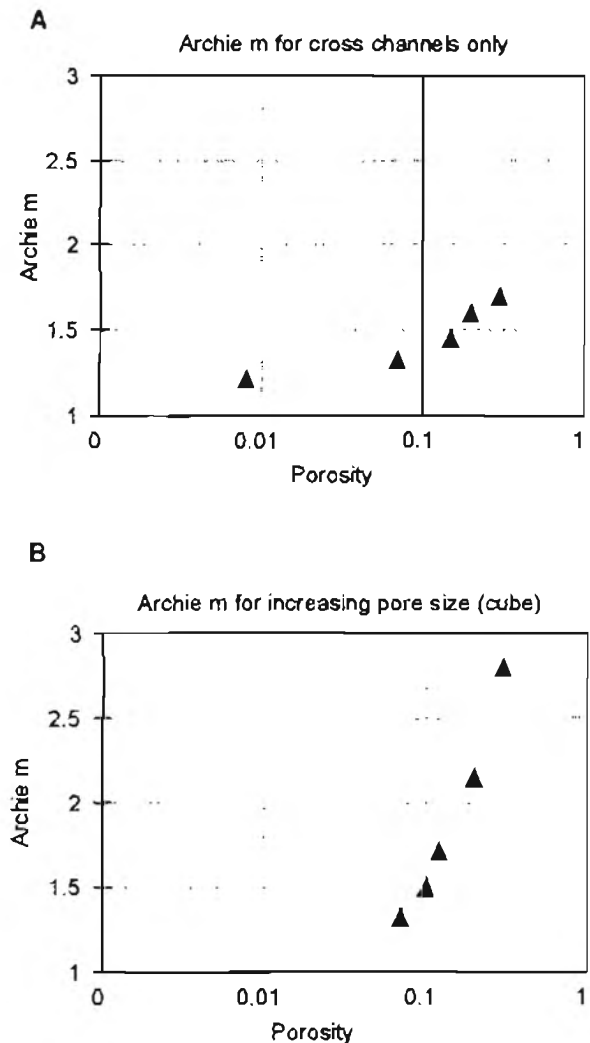 A
Archie m for cross channels only
3
2.5
2
1.5
1
Archie m
0
0.01
0.1
1
Porosity
B
Archie m for increasing pore size (cube)
3
2.5
2
1.5
1
Archie m
0
0.01
0.1
1
Porosity